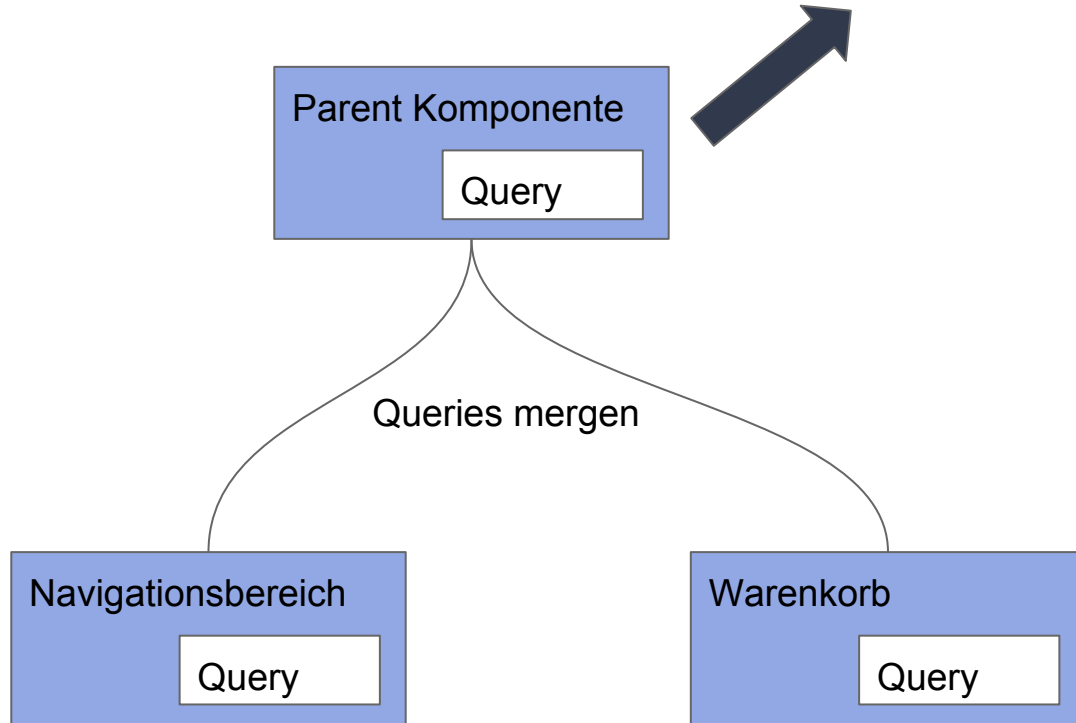 Parent Komponente
Query
Queries mergen
Navigationsbereich
Query
Warenkorb
Query